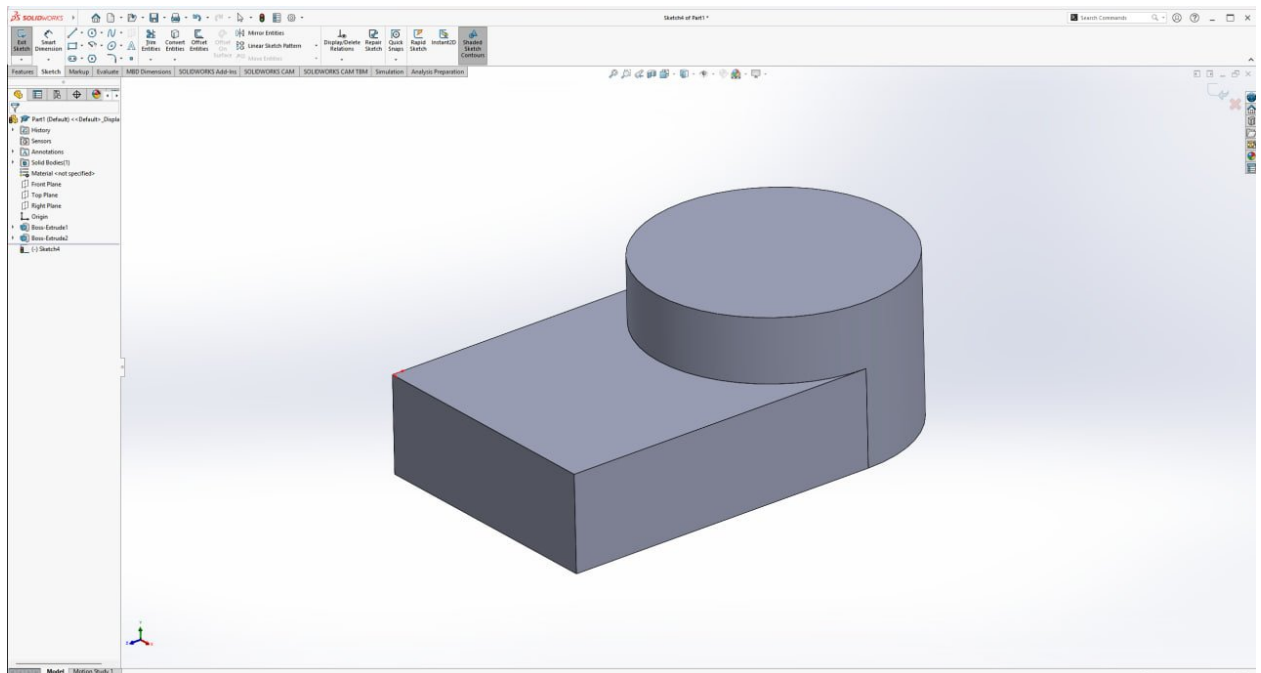 SOLIDWORKS
Sketch4 of Part1 *
Search Commands
Exit Sketch
Smart Dimension
Trim Entities
Convert Entities
Offset Entities
Offset On Surface
Mirror Entities
Linear Sketch Pattern
Move Entities
Display/Delete Relations
Repair Sketch
Quick Snaps
Rapid Sketch
Instant2D
Shaded Sketch Contours
Features Sketch Markup Evaluate MBD Dimensions SOLIDWORKS Add-Ins SOLIDWORKS CAM SOLIDWORKS CAM TBM Simulation Analysis Preparation
Part1 (Default) <<Default>_Displa
History
Sensors
Annotations
Solid Bodies(1)
Material <not specified>
Front Plane
Top Plane
Right Plane
Origin
Boss-Extrude1
Boss-Extrude2
(-) Sketch4
Model Motion Study 1